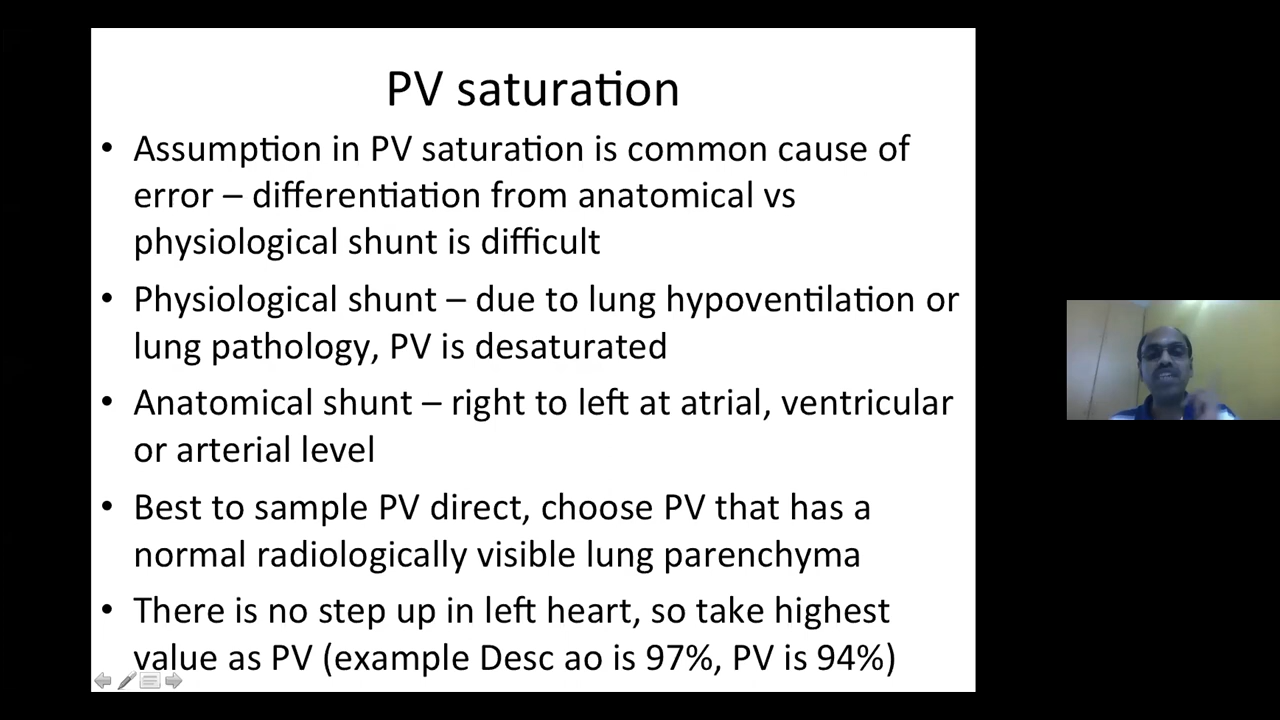 PV saturation
• Assumption in PV saturation is common cause of
error – differentiation from anatomical vs
physiological shunt is difficult
• Physiological shunt – due to lung hypoventilation or
lung pathology, PV is desaturated
• Anatomical shunt – right to left at atrial, ventricular
or arterial level
• Best to sample PV direct, choose PV that has a
normal radiologically visible lung parenchyma
• There is no step up in left heart, so take highest
value as PV (example Desc ao is 97%, PV is 94%)